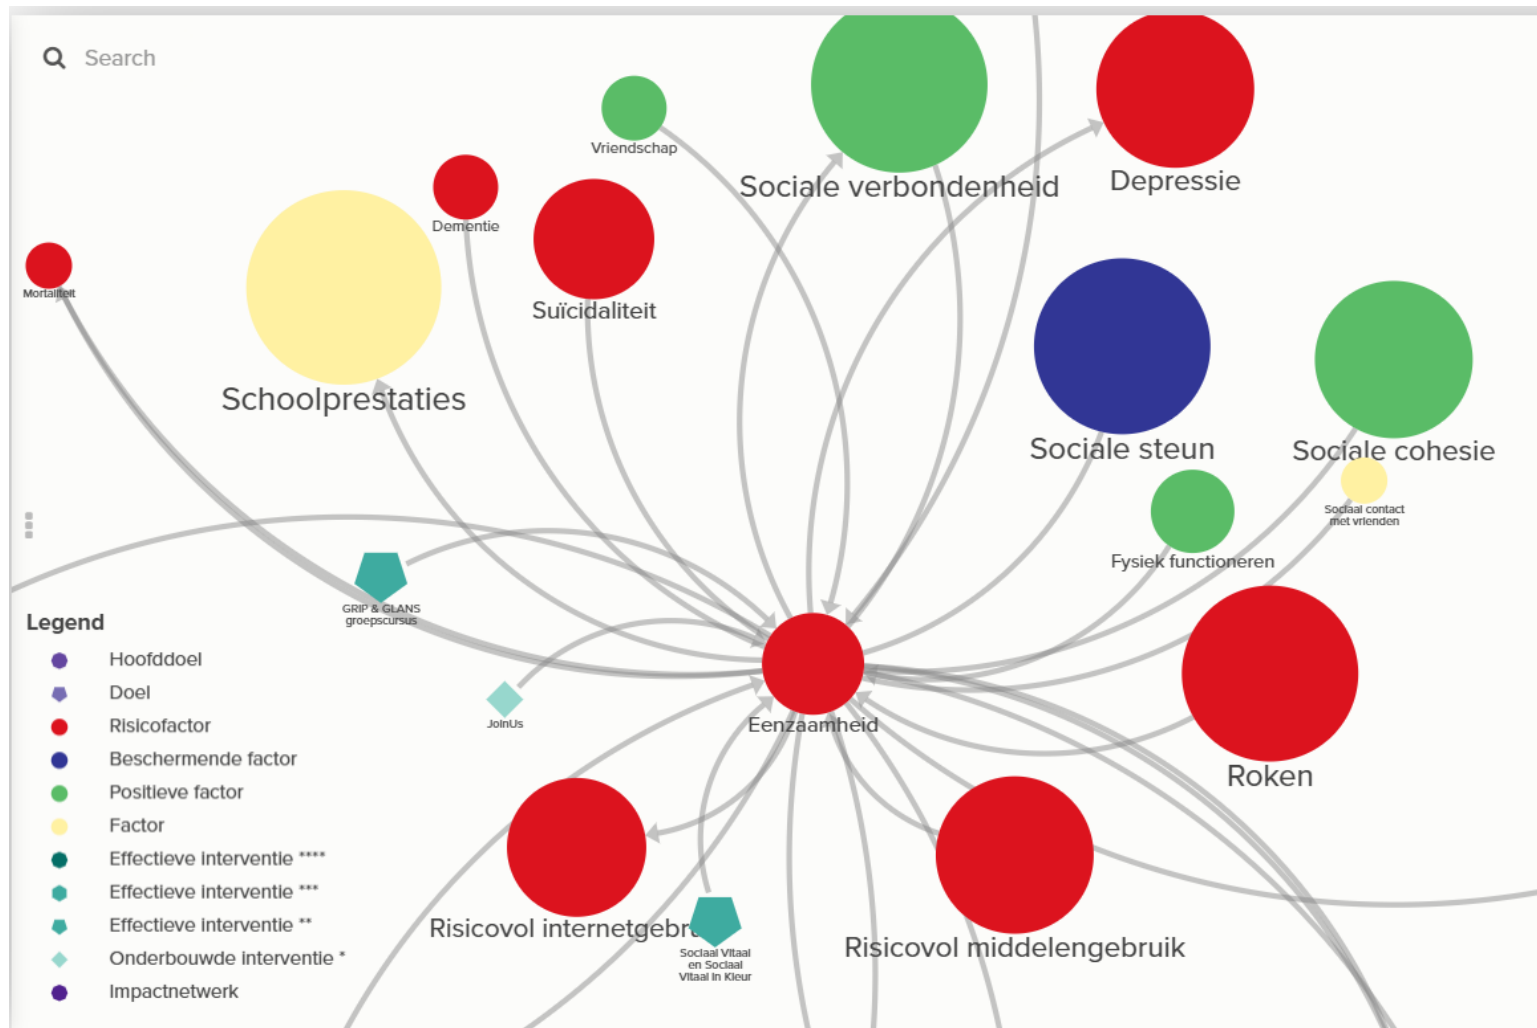 Search
Vriendschap
Sociale verbondenheid
Depressie
Dementie
Mortaliteit
Suïcidaliteit
Schoolprestaties
Sociale steun
Sociale cohesie
Sociaal contact
met vrienden
Fysiek functioneren
GRIP & GLANS
groepscursus
JoinUs
Eenzaamheid
Roken
Risicovol internetgebru
Sociaal Vitaal
en Sociaal
Vitaal in Kleur
Risicovol middelengebruik
Legend
Hoofddoel
Doel
Risicofactor
Beschermende factor
Positieve factor
Factor
Effectieve interventie ****
Effectieve interventie ***
Effectieve interventie **
Onderbouwde interventie *
Impactnetwerk